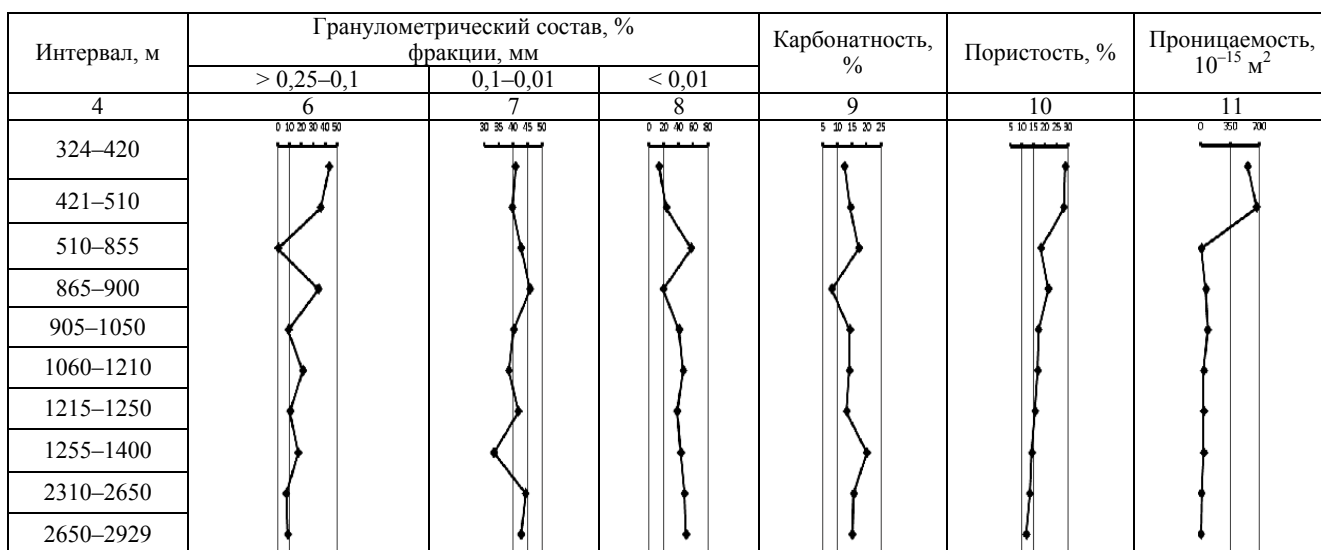 Интервал, м
Гранулометрический состав, %
фракции, мм
Карбонатность,
%
Пористость, %
Проницаемость,
10⁻¹⁵ м²
> 0,25–0,1
0,1–0,01
< 0,01
4
6
7
8
9
10
11
0 10 20 30 40 50
30 35 40 45 50
0 20 40 60 80
5 10 15 20 25
5 10 15 20 25 30
0 350 700
324–420
421–510
510–855
865–900
905–1050
1060–1210
1215–1250
1255–1400
2310–2650
2650–2929